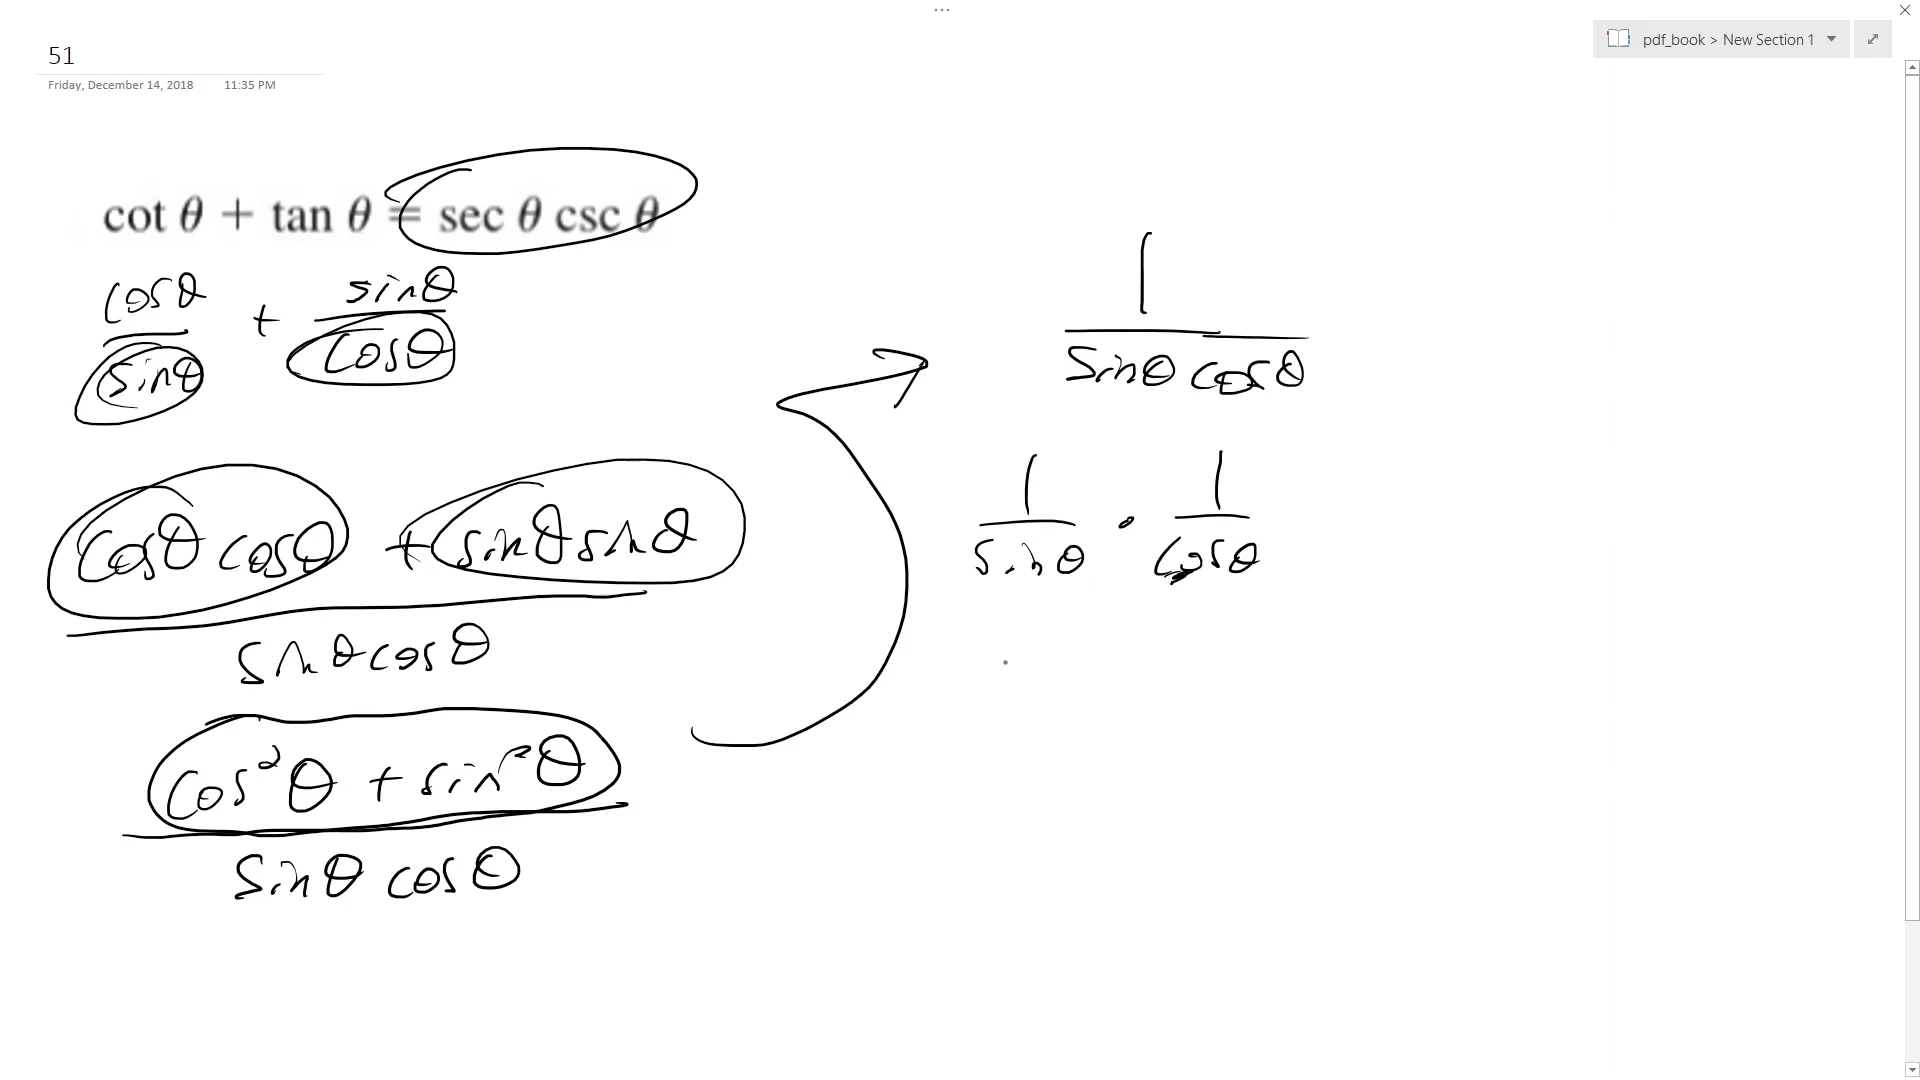 ...
51
pdf_book > New Section 1
Friday, December 14, 2018 11:35 PM
cot θ + tan θ = sec θ csc θ
cosθ/sinθ + sinθ/cosθ
cosθ cosθ + sinθ sinθ
sinθ cosθ
cos²θ + sin²θ
sinθ cosθ
1
sinθ cosθ
1/sinθ · 1/cosθ